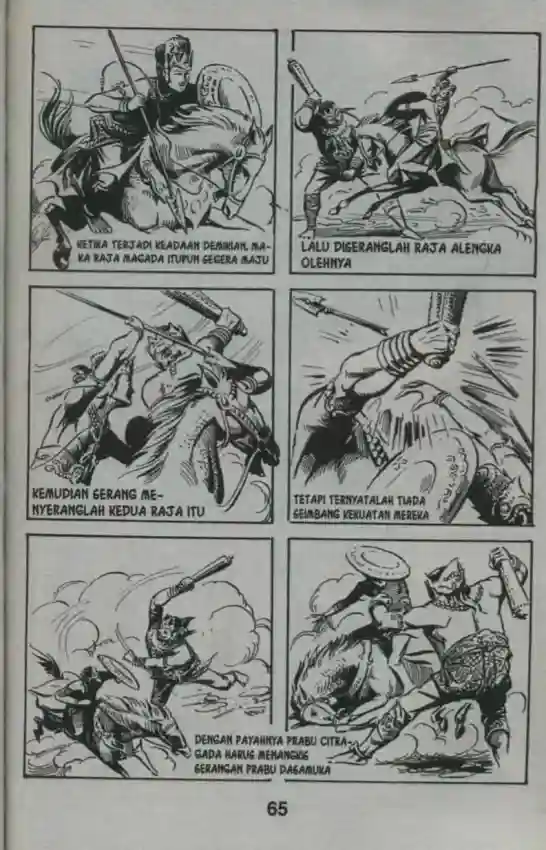 KETIKA TERJADI KEADAAN DEMIKIAN, MA-
KA RAJA MAGADA ITUPUN SEGERA MAJU
LALU DISERANGLAH RAJA ALENGKA
OLEHNYA
KEMUDIAN SERANG ME-
NYERANGLAH KEDUA RAJA ITU
TETAPI TERNYATALAH TIADA
SEIMBANG KEKUATAN MEREKA
DENGAN PAYAHNYA PRABU CITRA-
GADA HARUS MENANGKIS
SERANGAN PRABU DASAMUKA
65